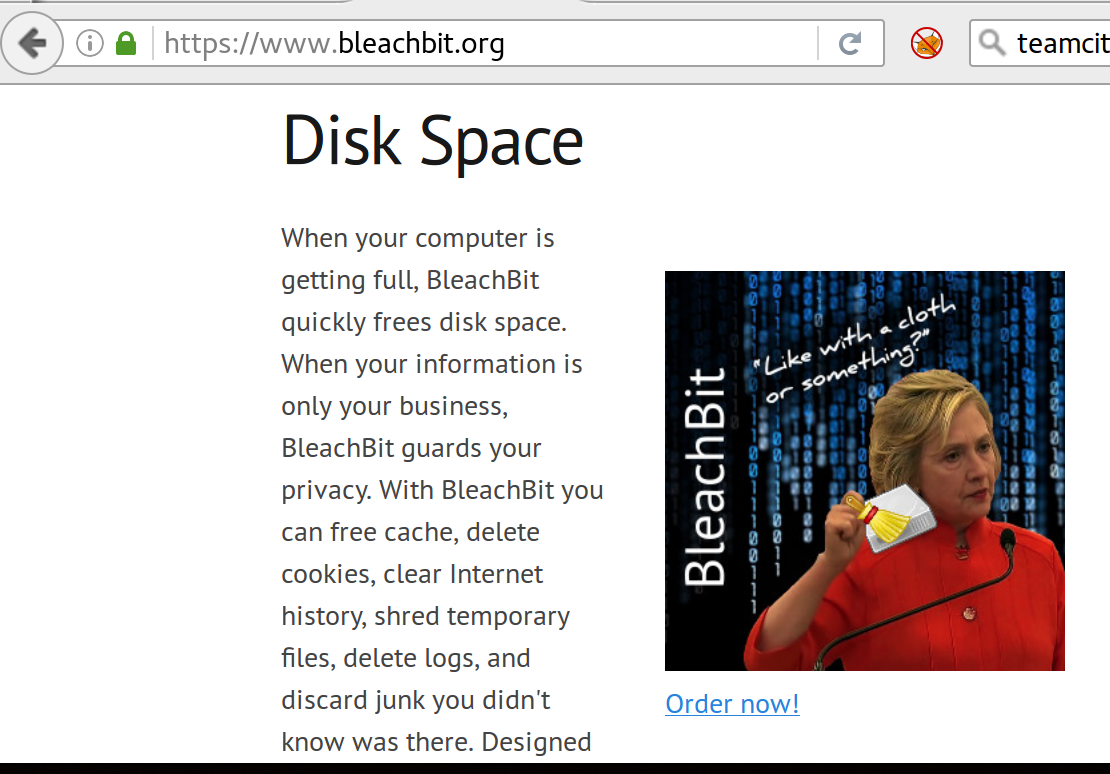 https://www.bleachbit.org
teamcit
Disk Space
When your computer is
getting full, BleachBit
quickly frees disk space.
When your information is
only your business,
BleachBit guards your
privacy. With BleachBit you
can free cache, delete
cookies, clear Internet
history, shred temporary
files, delete logs, and
discard junk you didn't
know was there. Designed
"Like with a cloth
or something?"
BleachBit
Order now!